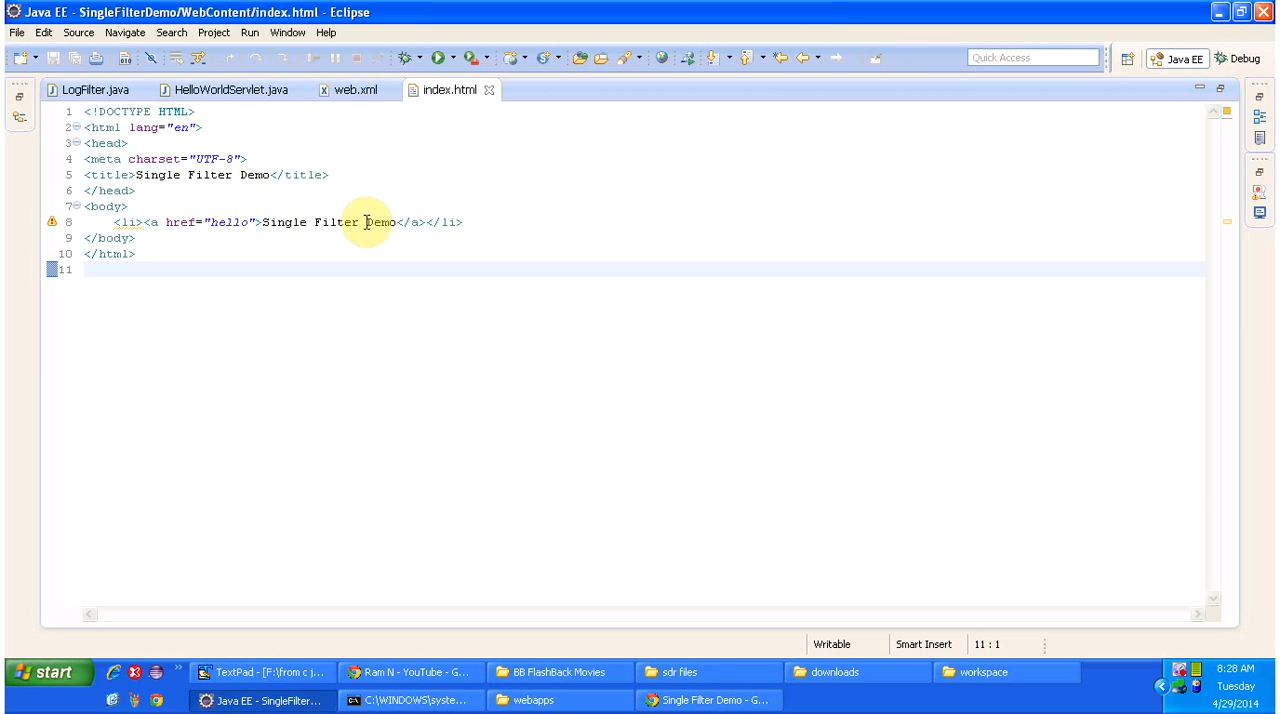 Java EE - SingleFilterDemo/WebContent/index.html - Eclipse
File Edit Source Navigate Search Project Run Window Help
Quick Access Java EE Debug
LogFilter.java HelloWorldServlet.java web.xml index.html
1 <!DOCTYPE HTML>
2 <html lang="en">
3 <head>
4 <meta charset="UTF-8">
5 <title>Single Filter Demo</title>
6 </head>
7 <body>
8 <li><a href="hello">Single Filter Demo</a></li>
9 </body>
10 </html>
11
Writable Smart Insert 11 : 1
start TextPad - [F:\from c j... Ram N - YouTube - G... BB FlashBack Movies sdr files downloads workspace 8:28 AM
Tuesday
Java EE - SingleFilter... C:\WINDOWS\syste... webapps Single Filter Demo - G... 4/29/2014